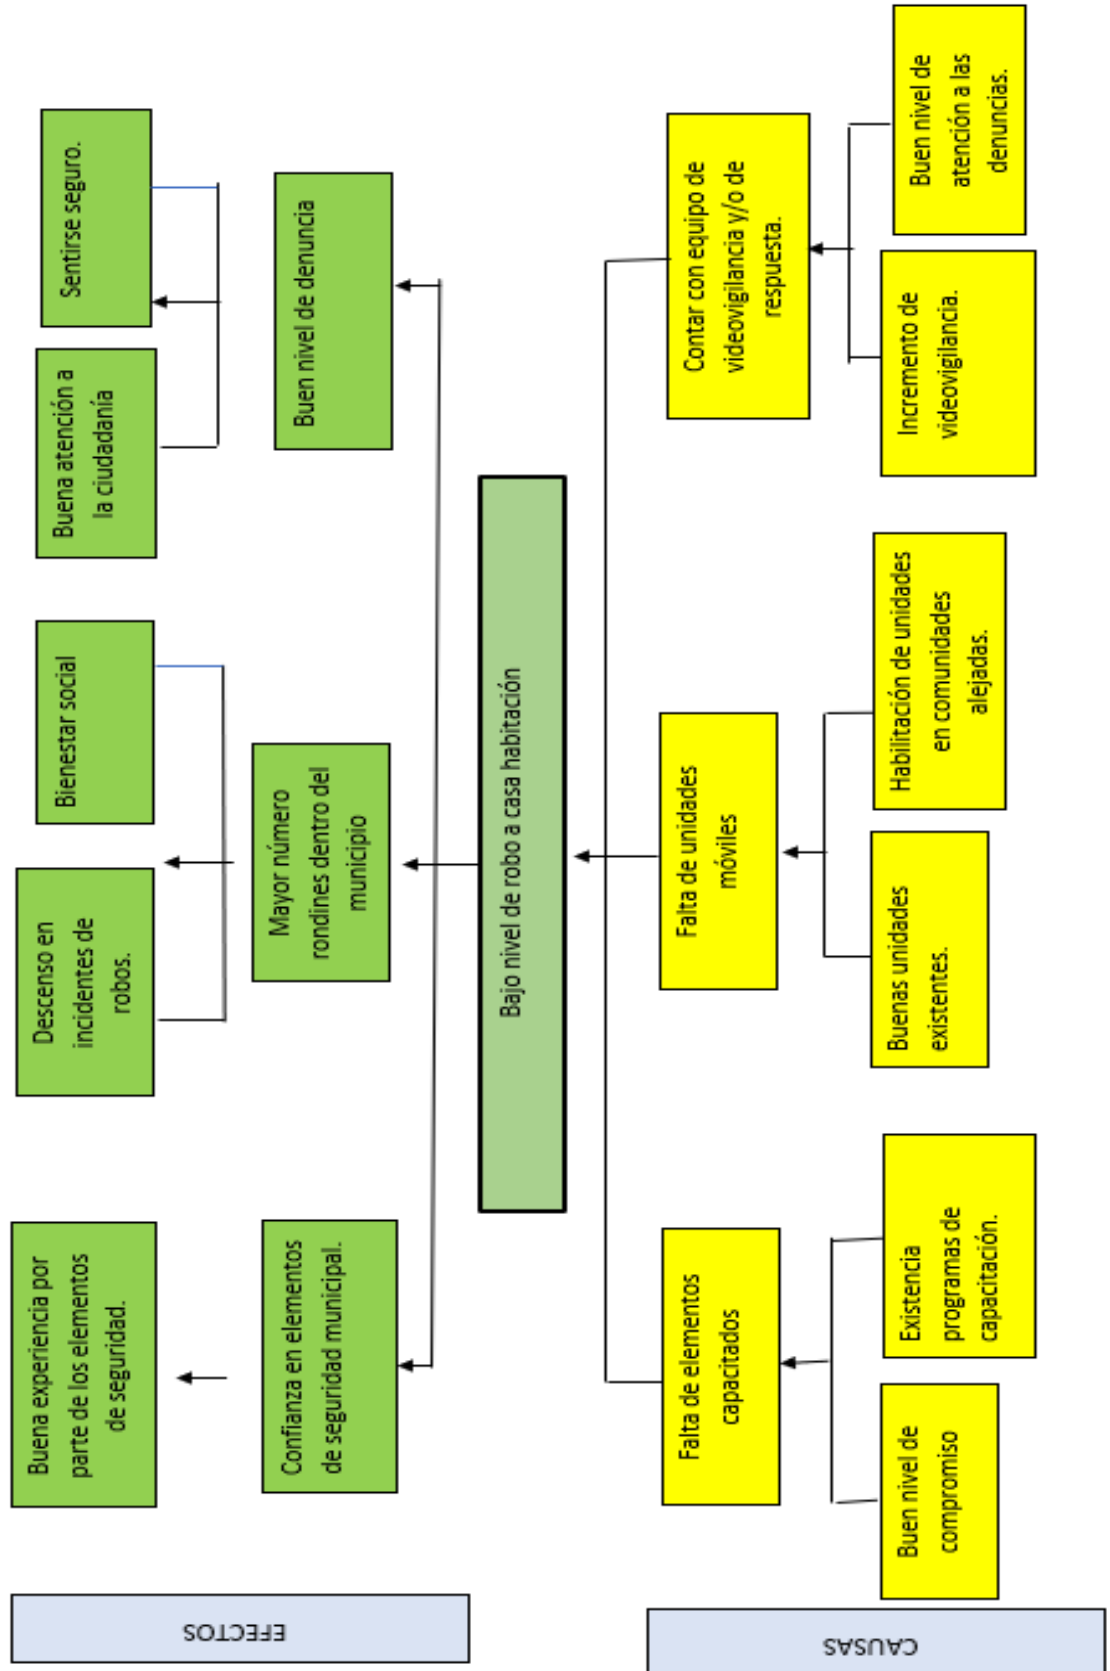 EFECTOS
Buena experiencia por
parte de los elementos
de seguridad.
Descenso en
incidentes de
robos.
Bienestar social
Buena atención a
la ciudadanía
Sentirse seguro.
Confianza en elementos
de seguridad municipal.
Mayor número
rondines dentro del
municipio
Buen nivel de denuncia
Bajo nivel de robo a casa habitación
CAUSAS
Falta de elementos
capacitados
Falta de unidades
móviles
Contar con equipo de
videovigilancia y/o de
respuesta.
Buen nivel de
compromiso
Existencia
programas de
capacitación.
Buenas unidades
existentes.
Habilitación de unidades
en comunidades
alejadas.
Incremento de
videovigilancia.
Buen nivel de
atención a las
denuncias.